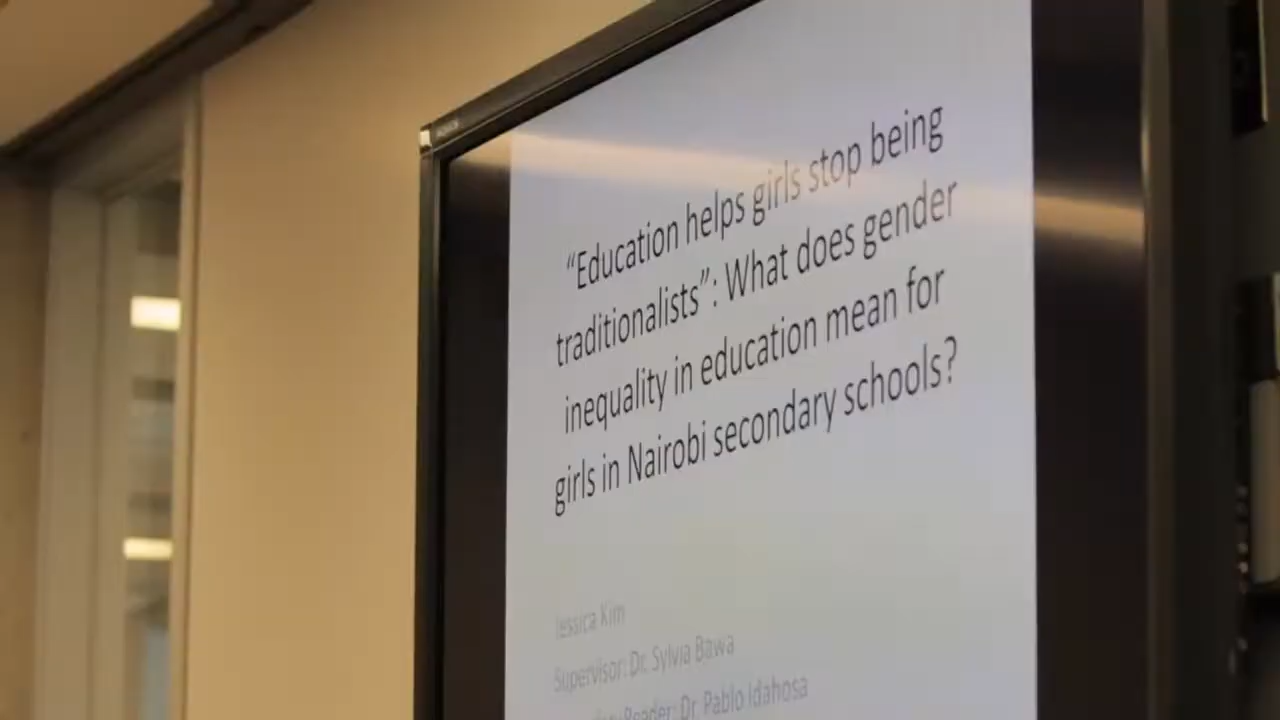 “Education helps girls stop being
traditionalists”: What does gender
inequality in education mean for
girls in Nairobi secondary schools?
Jessica Kim
Supervisor: Dr. Sylvia Bawa
Reader: Dr. Pablo Idahosa